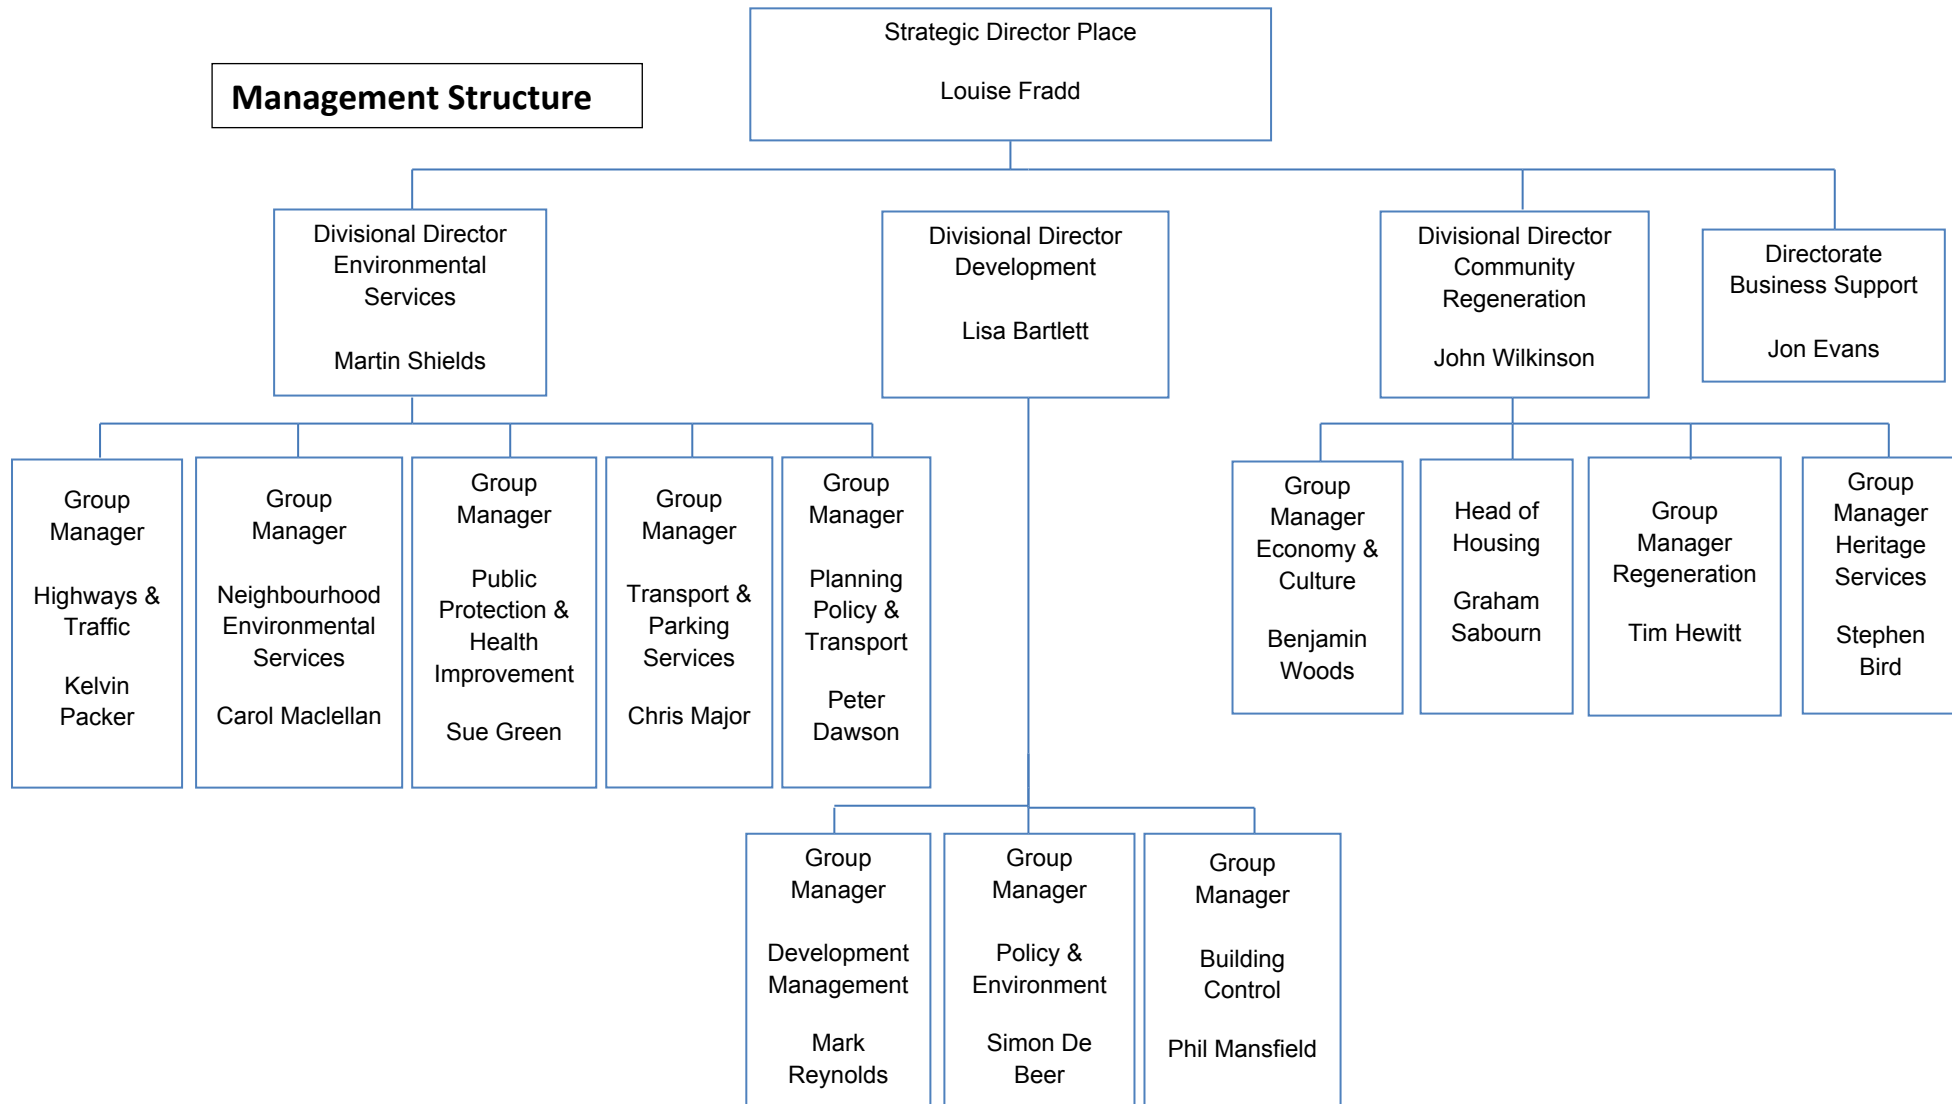 Strategic Director Place
Louise Fradd
Management Structure
Divisional Director
Environmental
Services
Martin Shields
Divisional Director
Development
Lisa Bartlett
Divisional Director
Community
Regeneration
John Wilkinson
Directorate
Business Support
Jon Evans
Group
Manager
Highways &
Traffic
Kelvin
Packer
Group
Manager
Neighbourhood
Environmental
Services
Carol Maclellan
Group
Manager
Public
Protection &
Health
Improvement
Sue Green
Group
Manager
Transport &
Parking
Services
Chris Major
Group
Manager
Planning
Policy &
Transport
Peter
Dawson
Group
Manager
Economy &
Culture
Benjamin
Woods
Head of
Housing
Graham
Sabourn
Group
Manager
Regeneration
Tim Hewitt
Group
Manager
Heritage
Services
Stephen
Bird
Group
Manager
Development
Management
Mark
Reynolds
Group
Manager
Policy &
Environment
Simon De
Beer
Group
Manager
Building
Control
Phil Mansfield